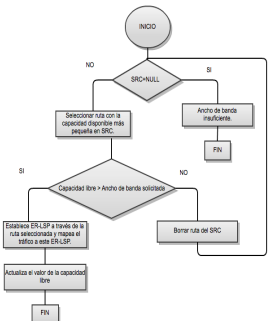 INICIO
NO
SRC=NULL
SI
Seleccionar ruta con la
capacidad disponible más
pequeña en SRC.
Ancho de banda
insuficiente.
FIN
SI
Capacidad libre > Ancho de banda solicitada
NO
Establece ER-LSP a través de la
ruta seleccionada y mapea el
tráfico a este ER-LSP.
Borrar ruta del SRC
Actualiza el valor de la capacidad
libre
FIN